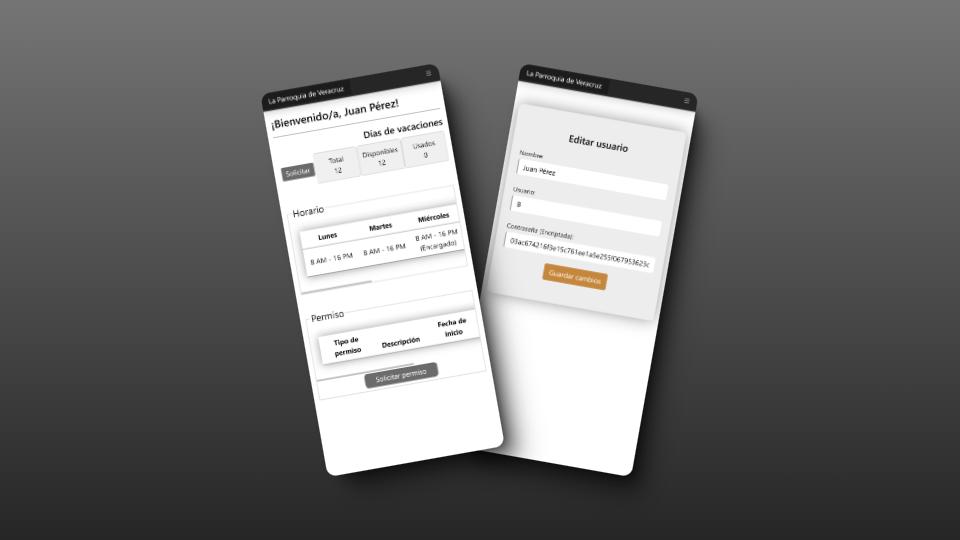 La Parroquia de Veracruz
¡Bienvenido/a, Juan Pérez!
Días de vacaciones
Solicitar
Total
12
Disponibles
12
Usados
0
Horario
Lunes Martes Miércoles
8 AM - 16 PM 8 AM - 16 PM 8 AM - 16 PM
(Encargado)
Permiso
Tipo de
permiso
Descripción
Fecha de
inicio
Solicitar permiso
La Parroquia de Veracruz
Editar usuario
Nombre:
Juan Pérez
Usuario:
B
Contraseña (Encriptada):
03ac674216f3e15c761ee1a5e255f067953623c
Guardar cambios